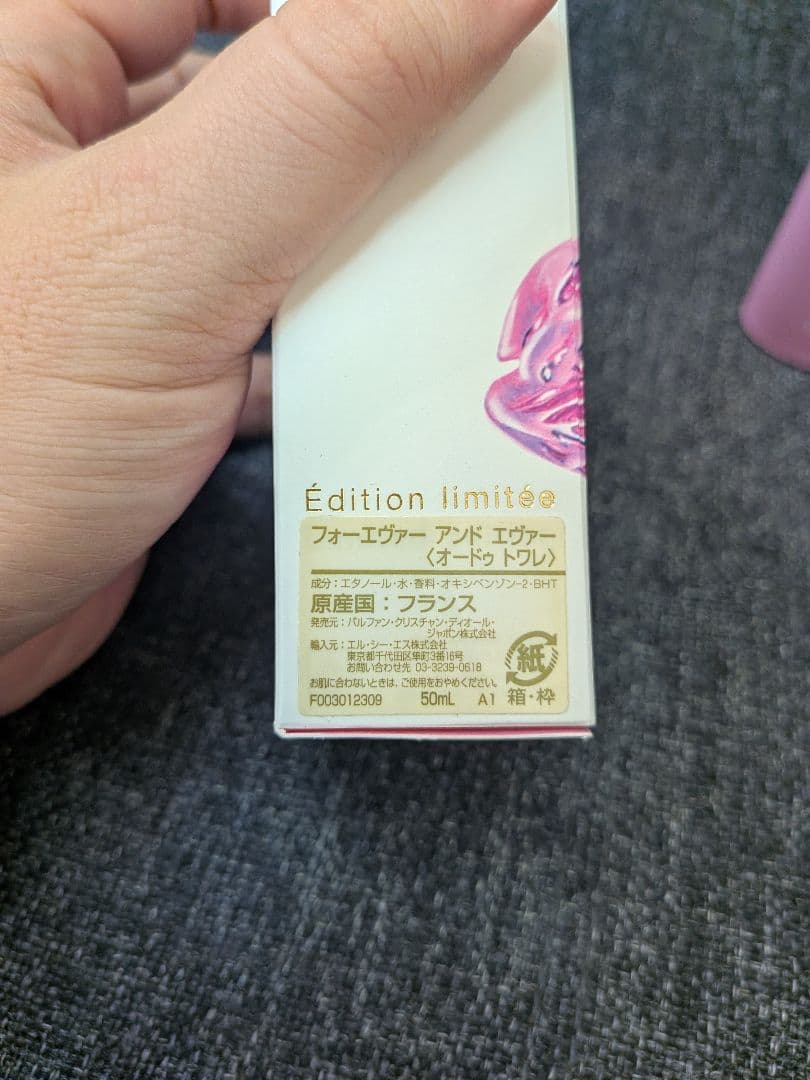 Édition limitée
フォーエヴァー アンド エヴァー
〈オードゥ トワレ〉
成分：エタノール・水・香料・オキシベンゾン-2・BHT
原産国：フランス
発売元：パルファン・クリスチャン・ディオール・
ジャポン株式会社
輸入元：エル・シー・エス株式会社
東京都千代田区隼町3番16号
お問い合わせ先 03-3239-0618
お肌に合わないときは、ご使用をおやめください。
紙
F003012309 50mL A1 箱・枠